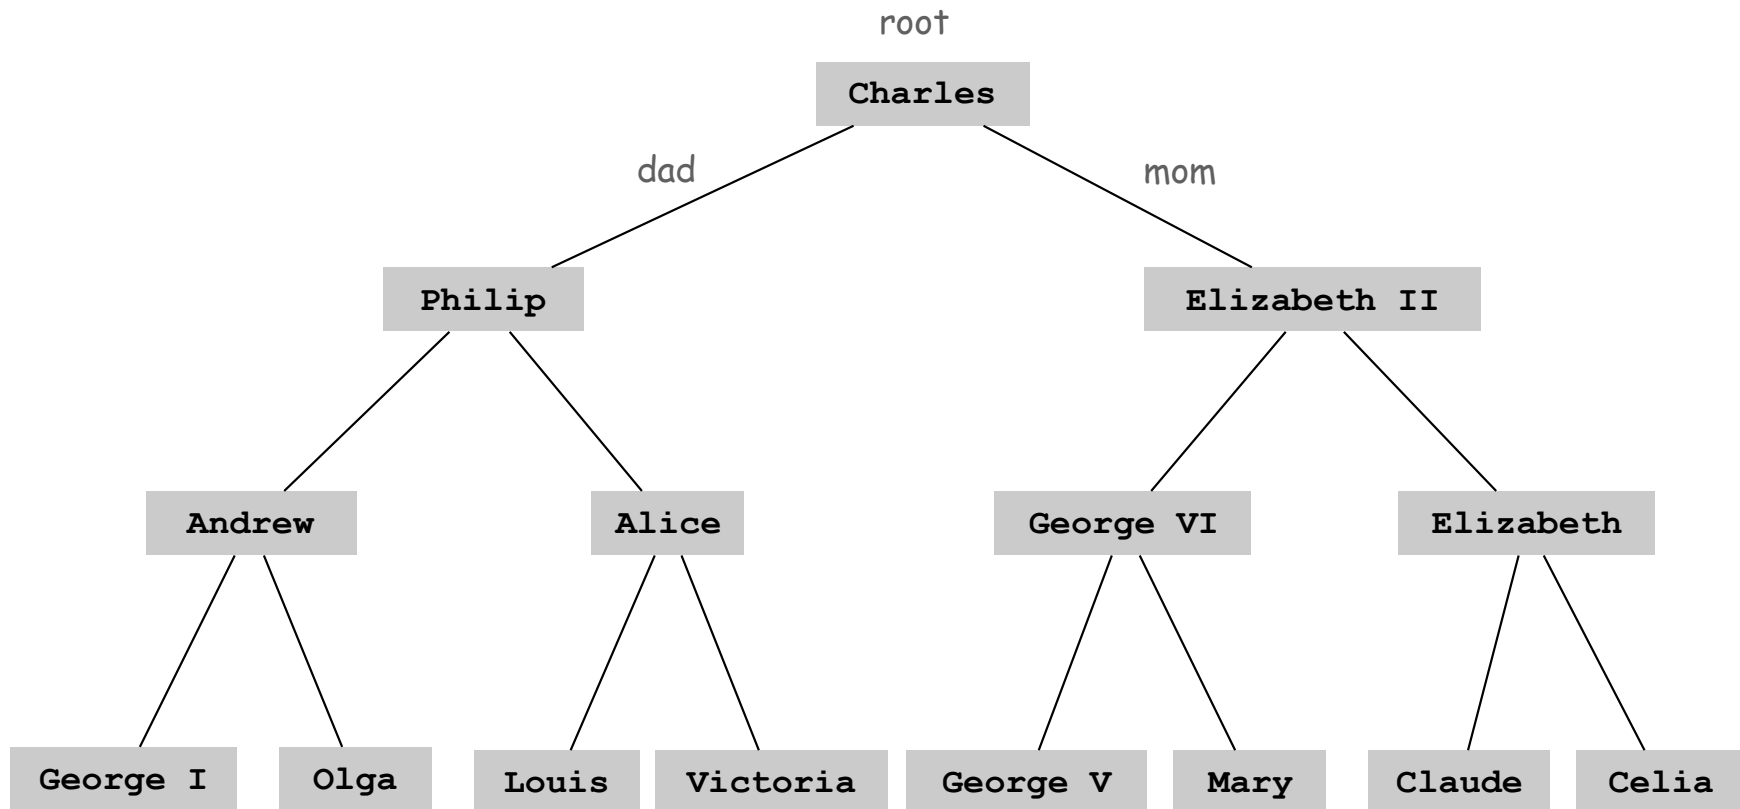 root
Charles
dad
mom
Philip
Elizabeth II
Andrew
Alice
George VI
Elizabeth
George I
Olga
Louis
Victoria
George V
Mary
Claude
Celia